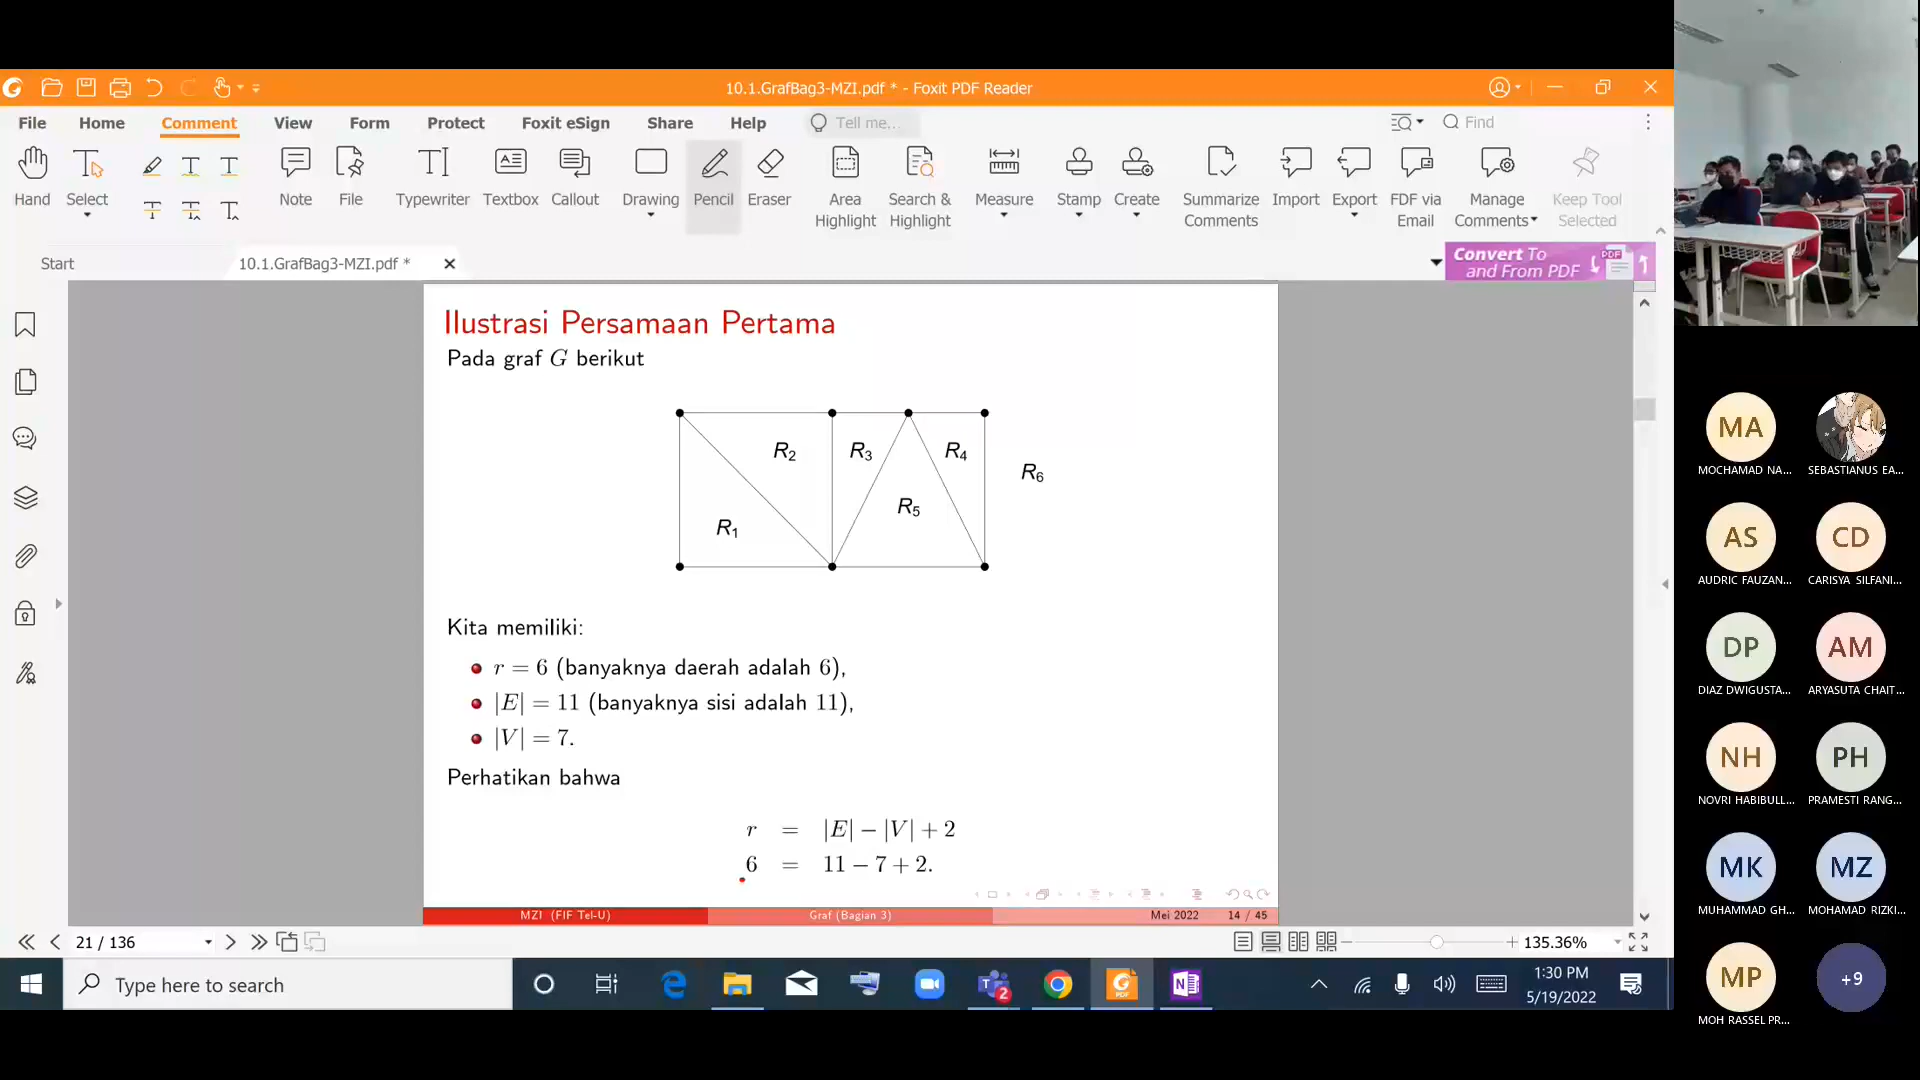 10.1.GrafBag3-MZI.pdf * - Foxit PDF Reader
File Home Comment View Form Protect Foxit eSign Share Help Tell me... Find
Hand Select Note File Typewriter Textbox Callout Drawing Pencil Eraser Area Highlight Search & Highlight Measure Stamp Create Summarize Comments Import Export FDF via Email Manage Comments Keep Tool Selected
Start 10.1.GrafBag3-MZI.pdf *
Convert To
and From PDF
PDF
Ilustrasi Persamaan Pertama
Pada graf G berikut
R2 R3 R4
R6
R5
R1
Kita memiliki:
r = 6 (banyaknya daerah adalah 6),
|E| = 11 (banyaknya sisi adalah 11),
|V| = 7.
Perhatikan bahwa
r = |E| − |V| + 2
6 = 11 − 7 + 2.
MZI (FIF Tel-U) Graf (Bagian 3) Mei 2022 14 / 45
21 / 136 135.36%
Type here to search
2
PDF
N
1:30 PM
5/19/2022
MA
MOCHAMAD NA... SEBASTIANUS EA...
AS CD
AUDRIC FAUZAN... CARISYA SILFANI...
DP AM
DIAZ DWIGUSTA... ARYASUTA CHAIT...
NH PH
NOVRI HABIBULL... PRAMESTI RANG...
MK MZ
MUHAMMAD GH... MOHAMAD RIZKI...
MP +9
MOH RASSEL PR...